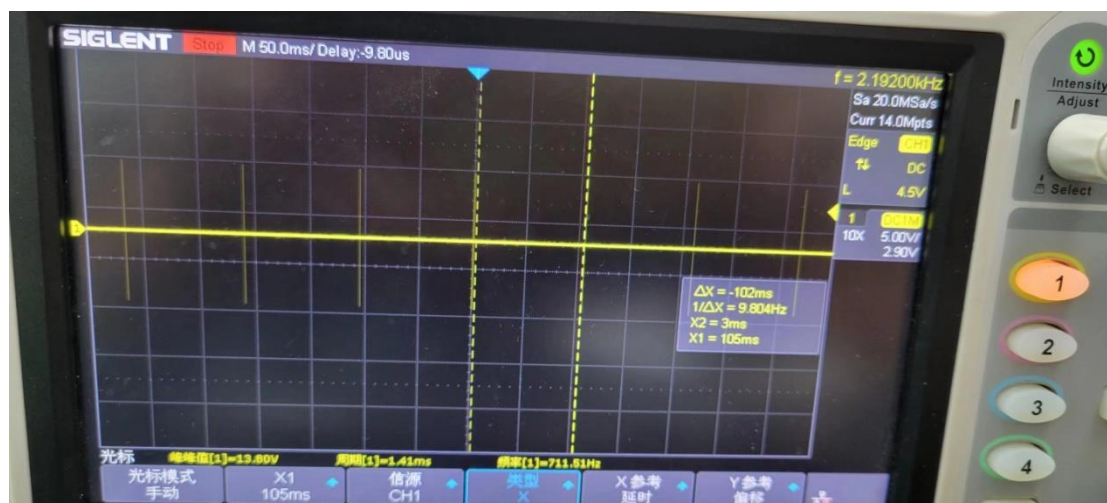 SIGLENT Stop M 50.0ms/ Delay:-9.80us
f = 2.19200kHz
Sa 20.0MSa/s
Curr 14.0Mpts
Edge CH1
DC
L 4.5V
1 DC1M
10X 5.00V/
2.90V
1
ΔX = -102ms
1/ΔX = 9.804Hz
X2 = 3ms
X1 = 105ms
光标 峰峰值[1]=13.80V 周期[1]=1.41ms 频率[1]=711.51Hz
光标模式 X1 信源 类型 X参考 Y参考
手动 105ms CH1 X 延时 偏移
Intensity
Adjust
Select
1
2
3
4